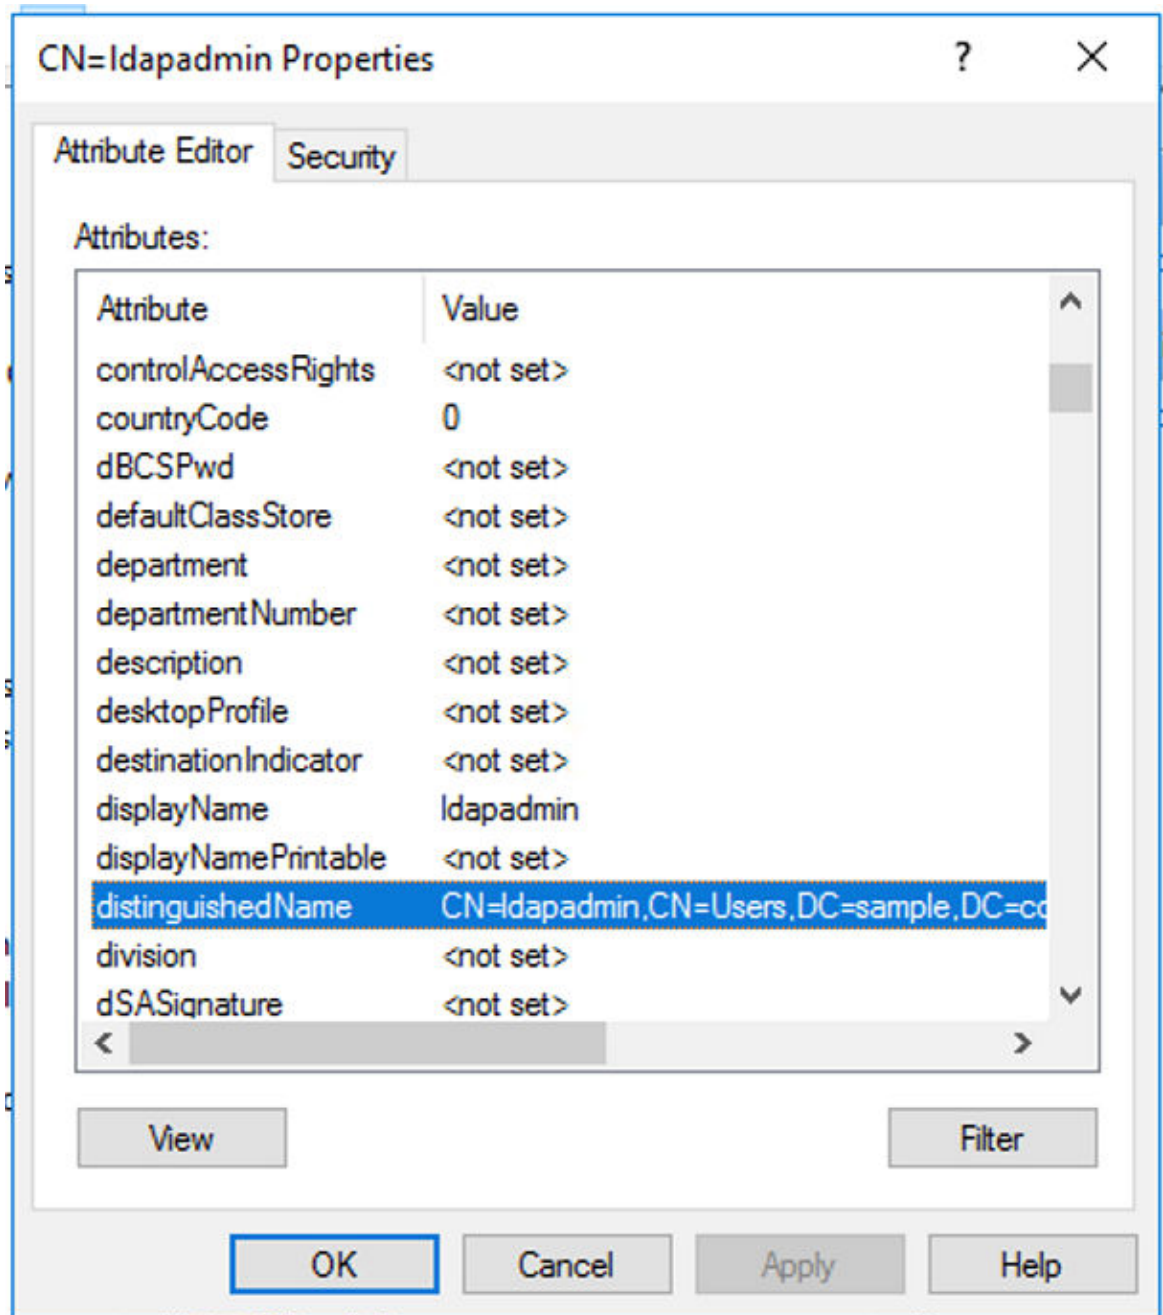 CN=ldapadmin Properties
Attribute Editor Security
Attributes:
Attribute Value
controlAccessRights <not set>
countryCode 0
dBCSPwd <not set>
defaultClassStore <not set>
department <not set>
departmentNumber <not set>
description <not set>
desktopProfile <not set>
destinationIndicator <not set>
displayName ldapadmin
displayNamePrintable <not set>
distinguishedName CN=ldapadmin,CN=Users,DC=sample,DC=co
division <not set>
dSASignature <not set>
View Filter
OK Cancel Apply Help